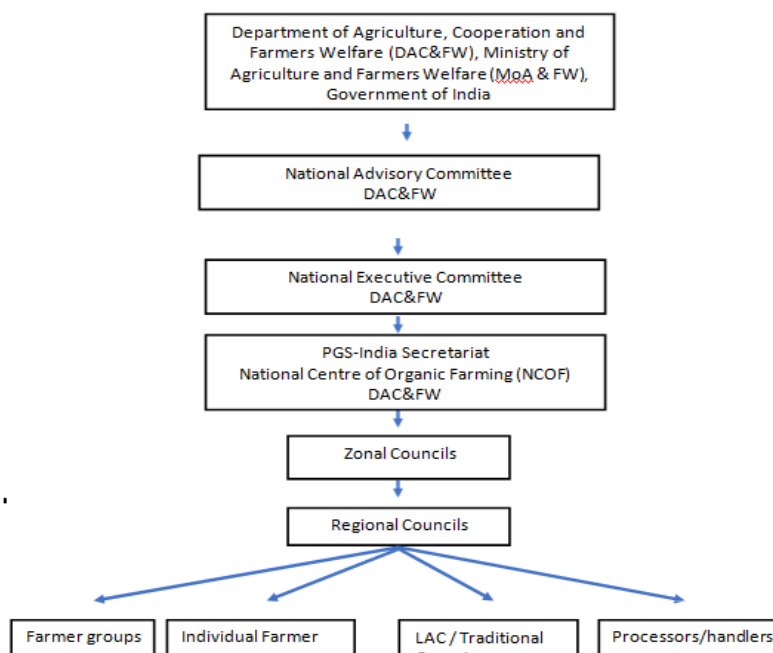 Department of Agriculture, Cooperation and
Farmers Welfare (DAC&FW), Ministry of
Agriculture and Farmers Welfare (MoA & FW),
Government of India
National Advisory Committee
DAC&FW
National Executive Committee
DAC&FW
PGS-India Secretariat
National Centre of Organic Farming (NCOF)
DAC&FW
Zonal Councils
Regional Councils
Farmer groups
Individual Farmer
LAC / Traditional
Processors/handlers